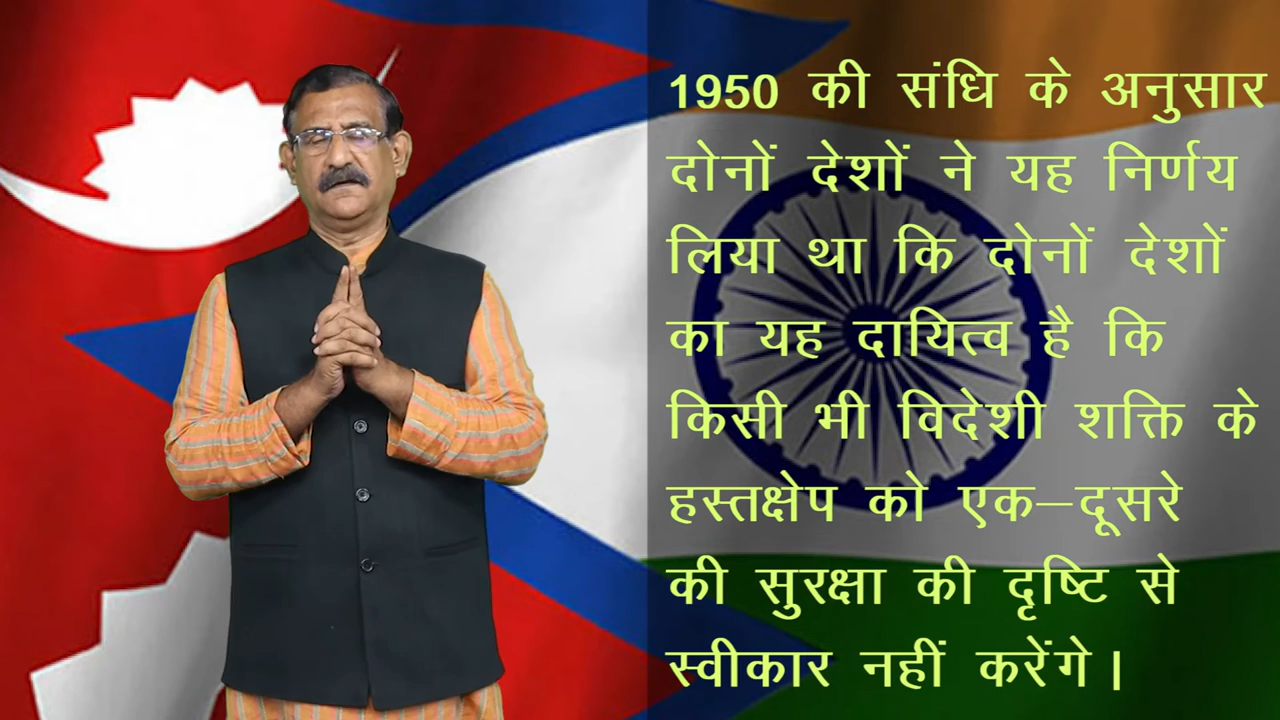 1950 की संधि के अनुसार
दोनों देशों ने यह निर्णय
लिया था कि दोनों देशों
का यह दायित्व है कि
किसी भी विदेशी शक्ति के
हस्तक्षेप को एक–दूसरे
की सुरक्षा की दृष्टि से
स्वीकार नहीं करेंगे।